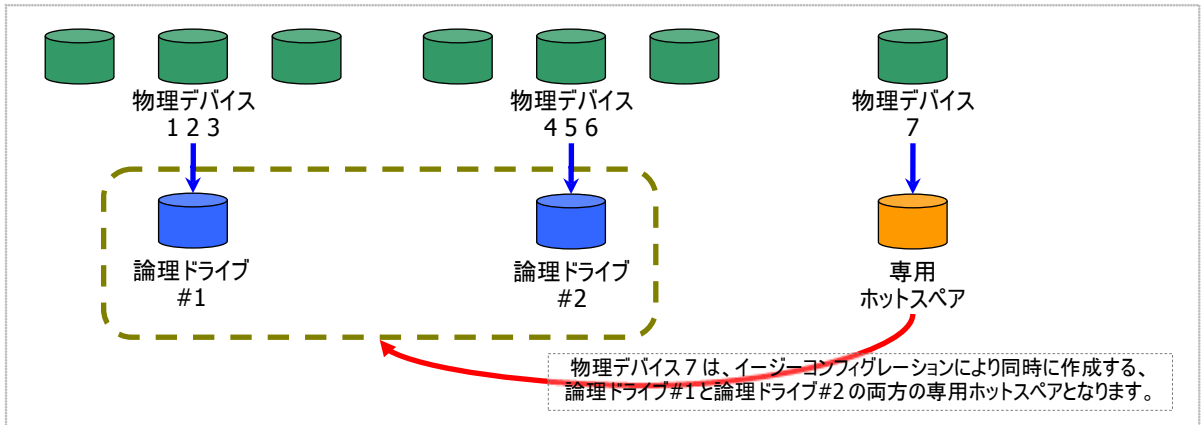 物理デバイス
1 2 3
物理デバイス
4 5 6
物理デバイス
7
論理ドライブ
#1
論理ドライブ
#2
専用
ホットスペア
物理デバイス 7 は、イージーコンフィグレーションにより同時に作成する、
論理ドライブ#1と論理ドライブ#2 の両方の専用ホットスペアとなります。